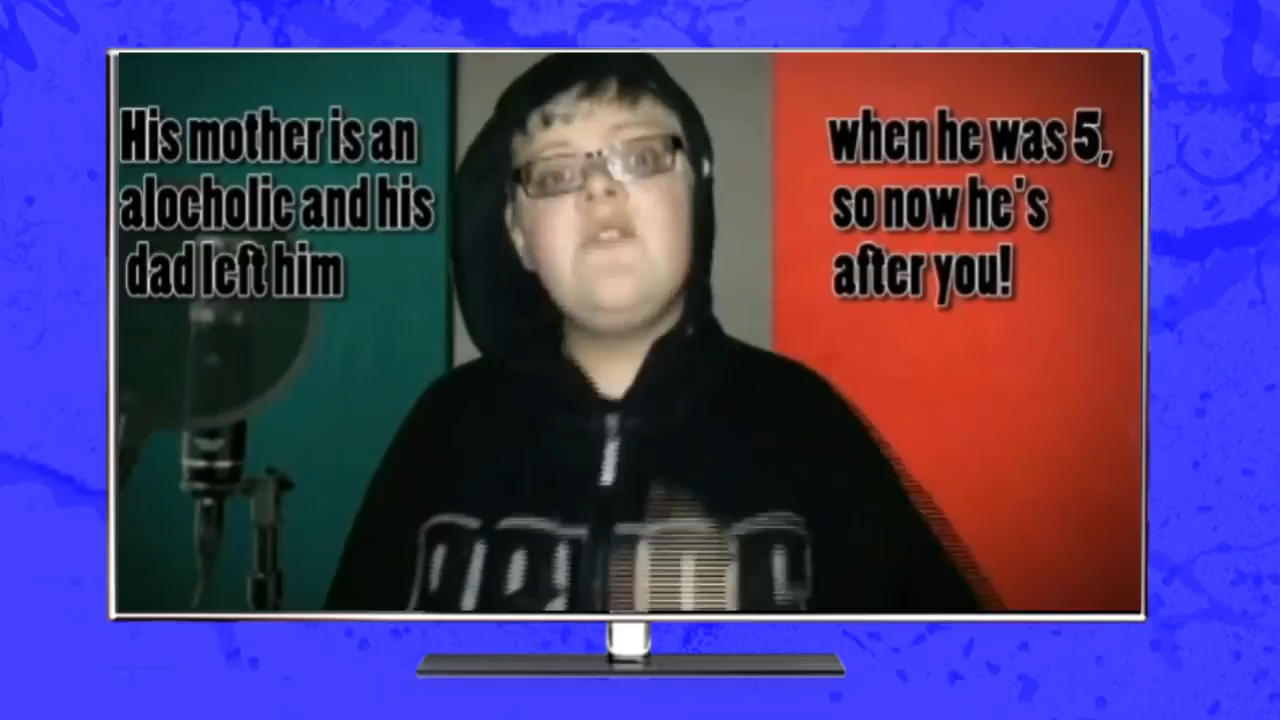 His mother is an
alocholic and his
dad left him
when he was 5,
so now he's
after you!